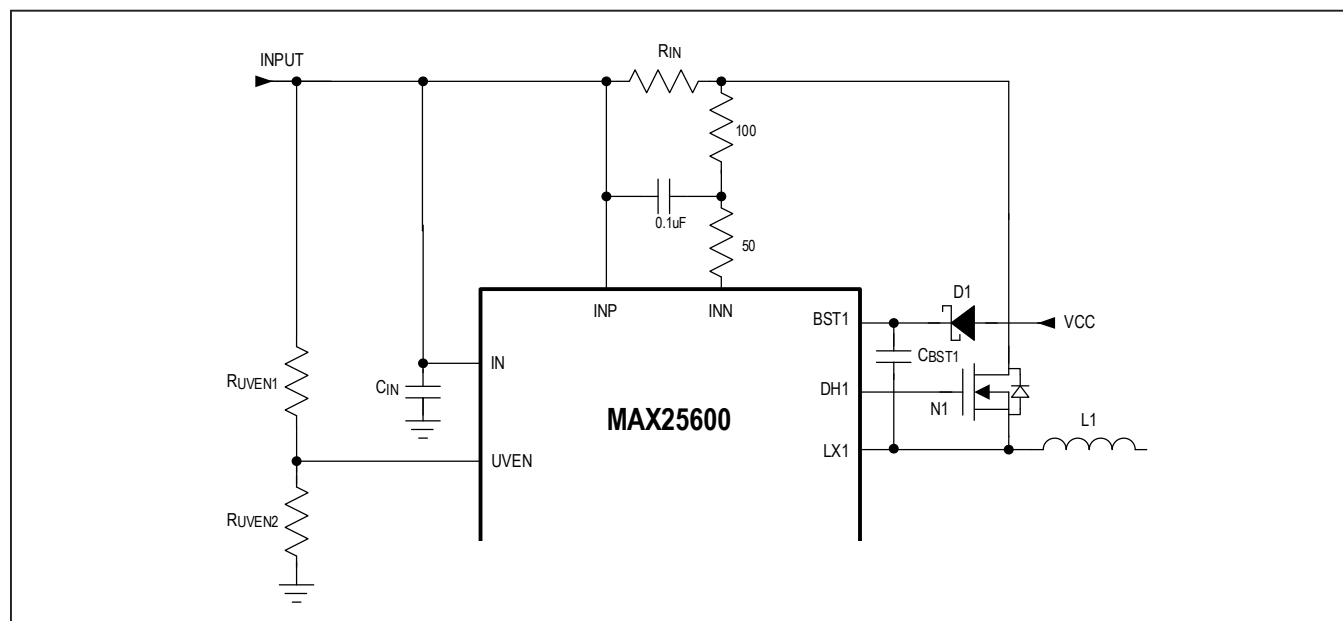 INPUT
RIN
100
0.1uF
50
INP
INN
BST1
D1
VCC
CBST1
IN
CIN
RUVEN1
DH1
N1
MAX25600
L1
LX1
UVEN
RUVEN2